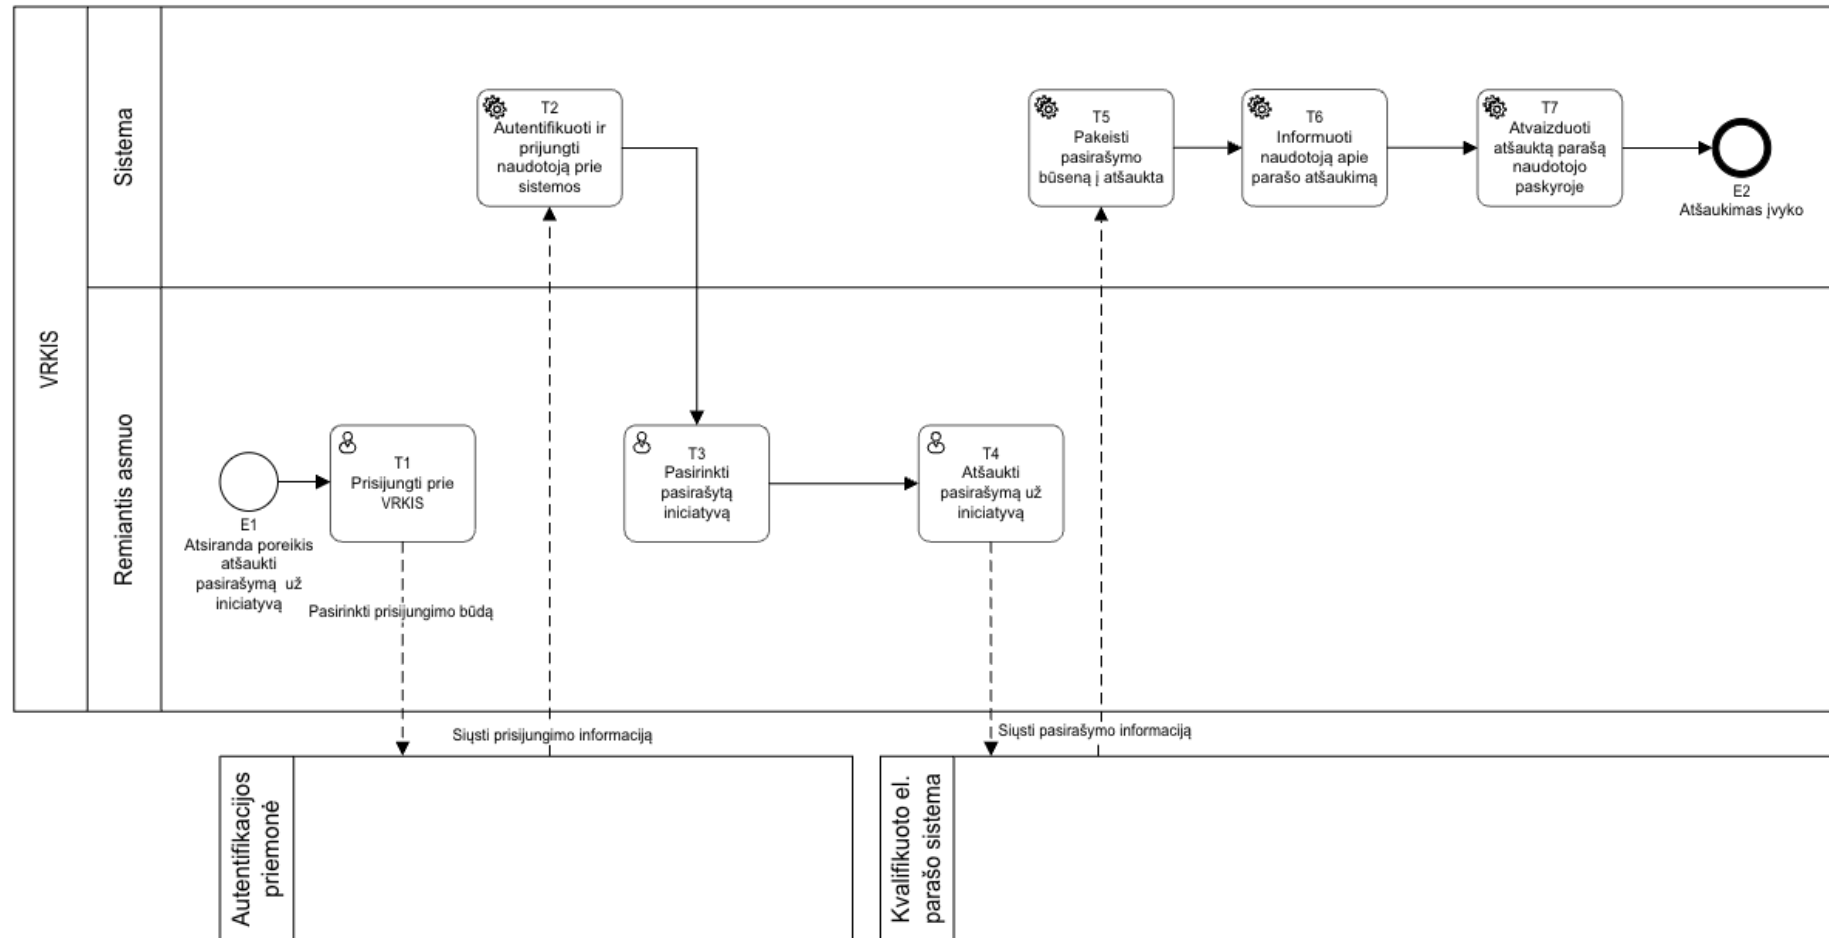 VRKIS
Sistema
T2
Autentifikuoti ir
prijungti
naudotoją prie
sistemos
T5
Pakeisti
pasirašymo
būseną į atšaukta
T6
Informuoti
naudotoją apie
parašo atšaukimą
T7
Atvaizduoti
atšauktą parašą
naudotojo
paskyroje
E2
Atšaukimas įvyko
Remiantis asmuo
E1
Atsiranda poreikis
atšaukti
pasirašymą už
iniciatyvą
T1
Prisijungti prie
VRKIS
T3
Pasirinkti
pasirašytą
iniciatyvą
T4
Atšaukti
pasirašymą už
iniciatyvą
Pasirinkti prisijungimo būdą
Siųsti prisijungimo informaciją
Siųsti pasirašymo informaciją
Autentifikacijos
priemonė
Kvalifikuoto el.
parašo sistema